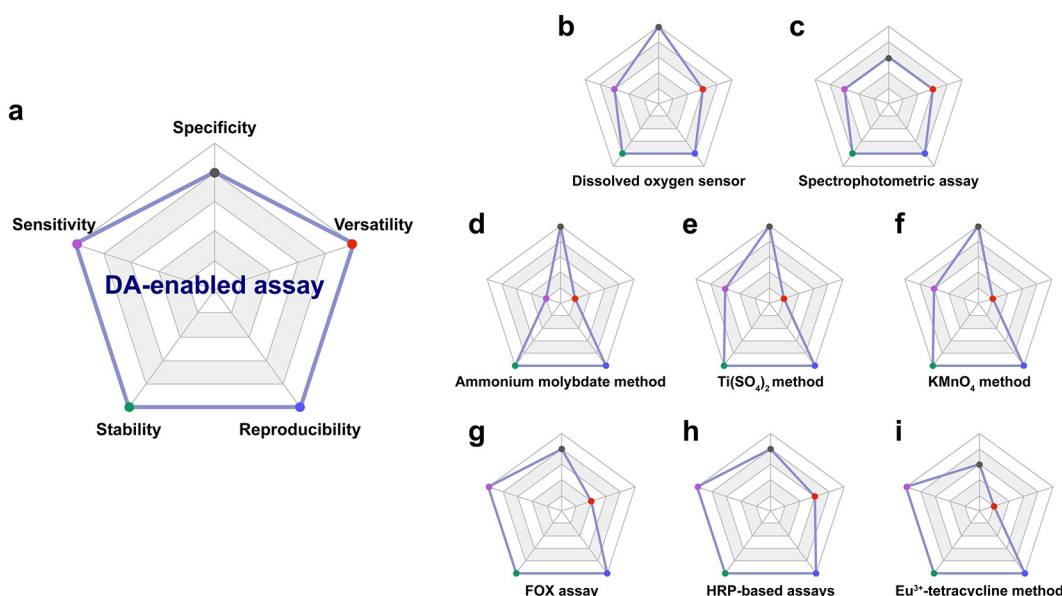 a
Specificity
Sensitivity
Versatility
DA-enabled assay
Stability
Reproducibility
b
Dissolved oxygen sensor
c
Spectrophotometric assay
d
Ammonium molybdate method
e
Ti(SO₄)₂ method
f
KMnO₄ method
g
FOX assay
h
HRP-based assays
i
Eu³⁺-tetracycline method